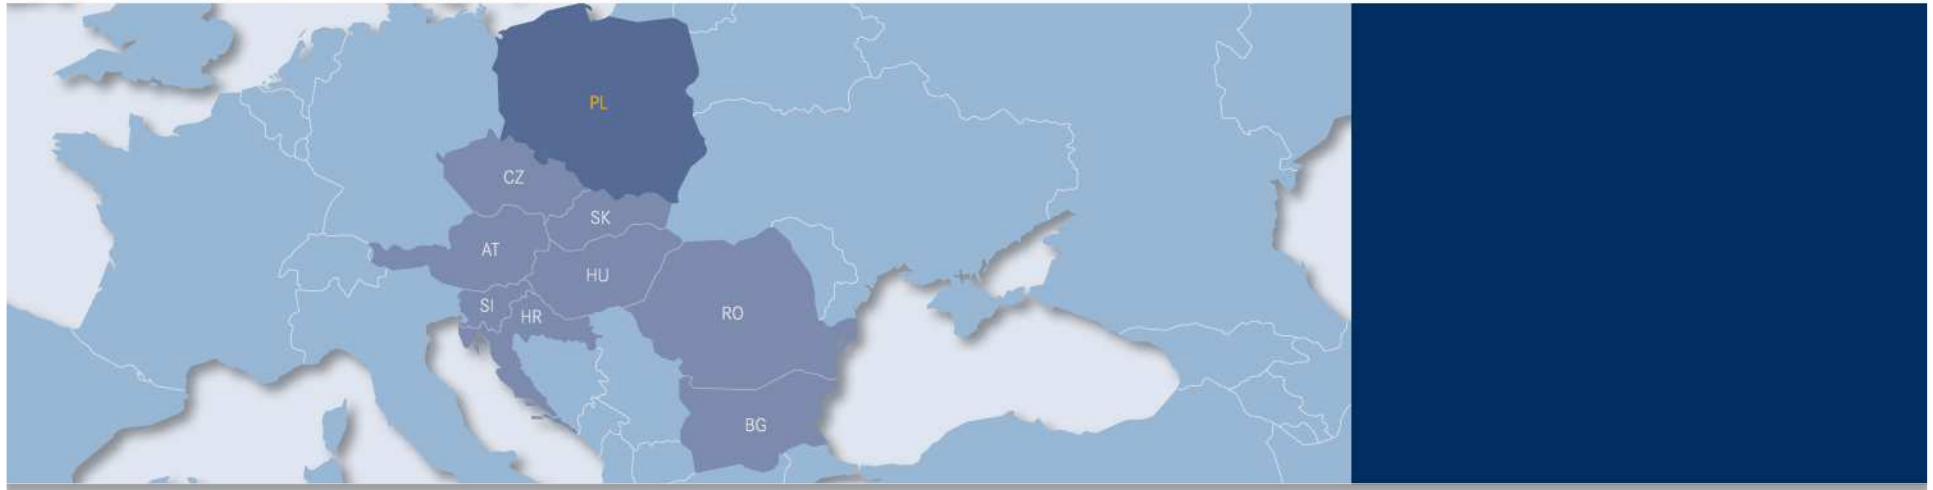 PL
CZ
SK
AT
HU
SI
HR
RO
BG